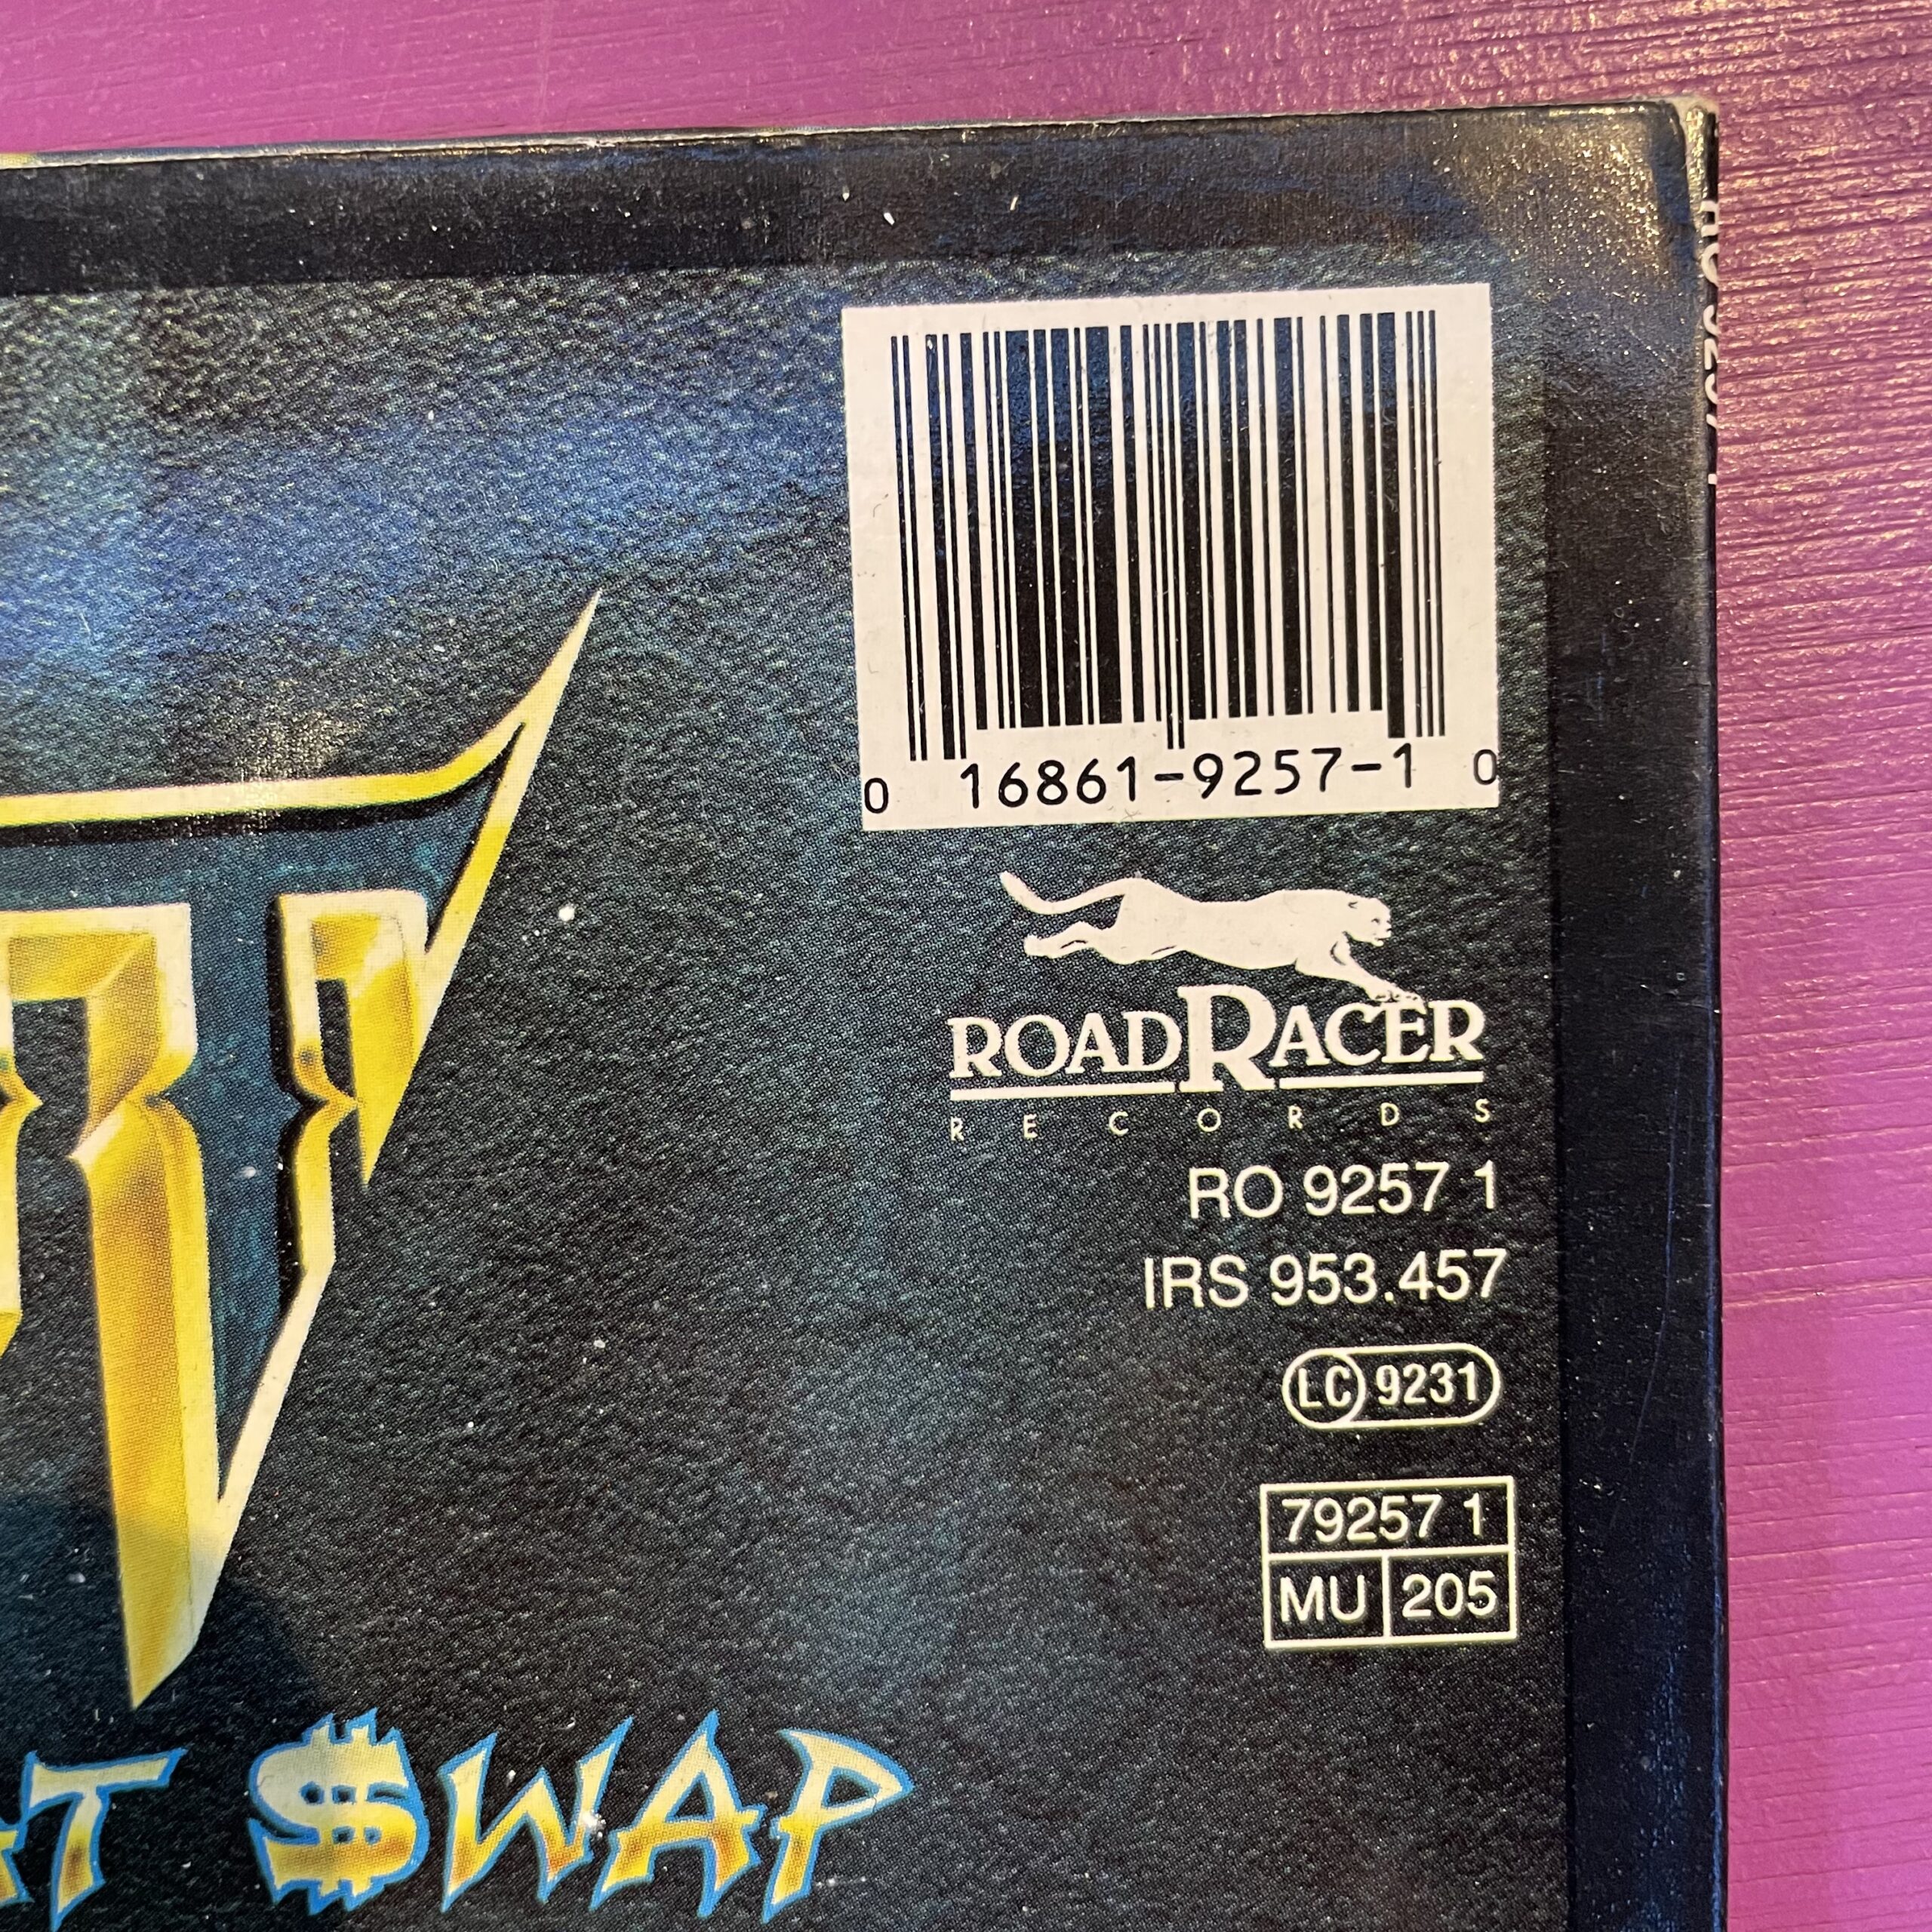 0 16861-9257-1 0
ROADRACER
RECORDS
RO 9257 1
IRS 953.457
LC 9231
79257 1
MU 205
$WAP